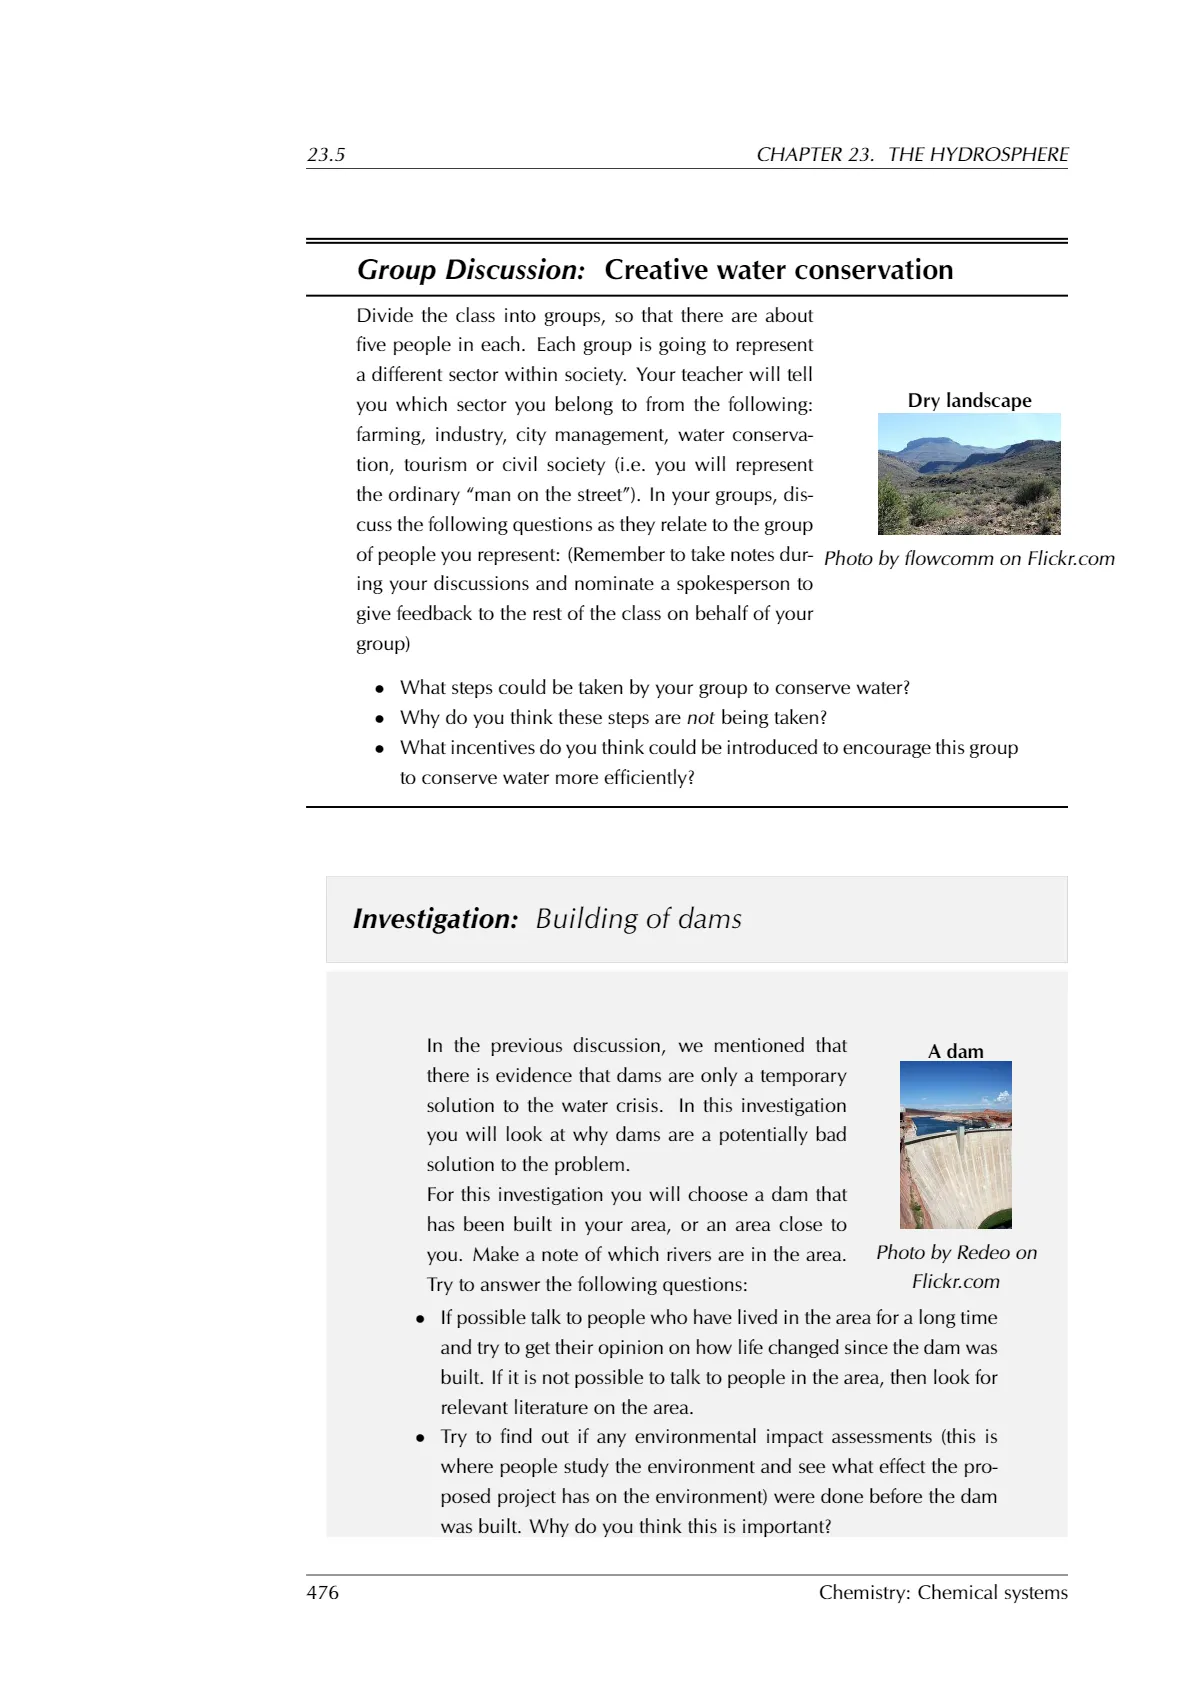 23.5 CHAPTER 23. THE HYDROSPHERE
Group Discussion: Creative water conservation
Divide the class into groups, so that there are about
five people in each. Each group is going to represent
a different sector within society. Your teacher will tell
you which sector you belong to from the following:
farming, industry, city management, water conserva-
tion, tourism or civil society (i.e. you will represent
the ordinary “man on the street”). In your groups, dis-
cuss the following questions as they relate to the group
of people you represent: (Remember to take notes dur-
ing your discussions and nominate a spokesperson to
give feedback to the rest of the class on behalf of your
group)
Dry landscape
Photo by flowcomm on Flickr.com
• What steps could be taken by your group to conserve water?
• Why do you think these steps are not being taken?
• What incentives do you think could be introduced to encourage this group
to conserve water more efficiently?
Investigation: Building of dams
In the previous discussion, we mentioned that
there is evidence that dams are only a temporary
solution to the water crisis. In this investigation
you will look at why dams are a potentially bad
solution to the problem.
For this investigation you will choose a dam that
has been built in your area, or an area close to
you. Make a note of which rivers are in the area.
Try to answer the following questions:
A dam
Photo by Redeo on
Flickr.com
• If possible talk to people who have lived in the area for a long time
and try to get their opinion on how life changed since the dam was
built. If it is not possible to talk to people in the area, then look for
relevant literature on the area.
• Try to find out if any environmental impact assessments (this is
where people study the environment and see what effect the pro-
posed project has on the environment) were done before the dam
was built. Why do you think this is important?
476 Chemistry: Chemical systems